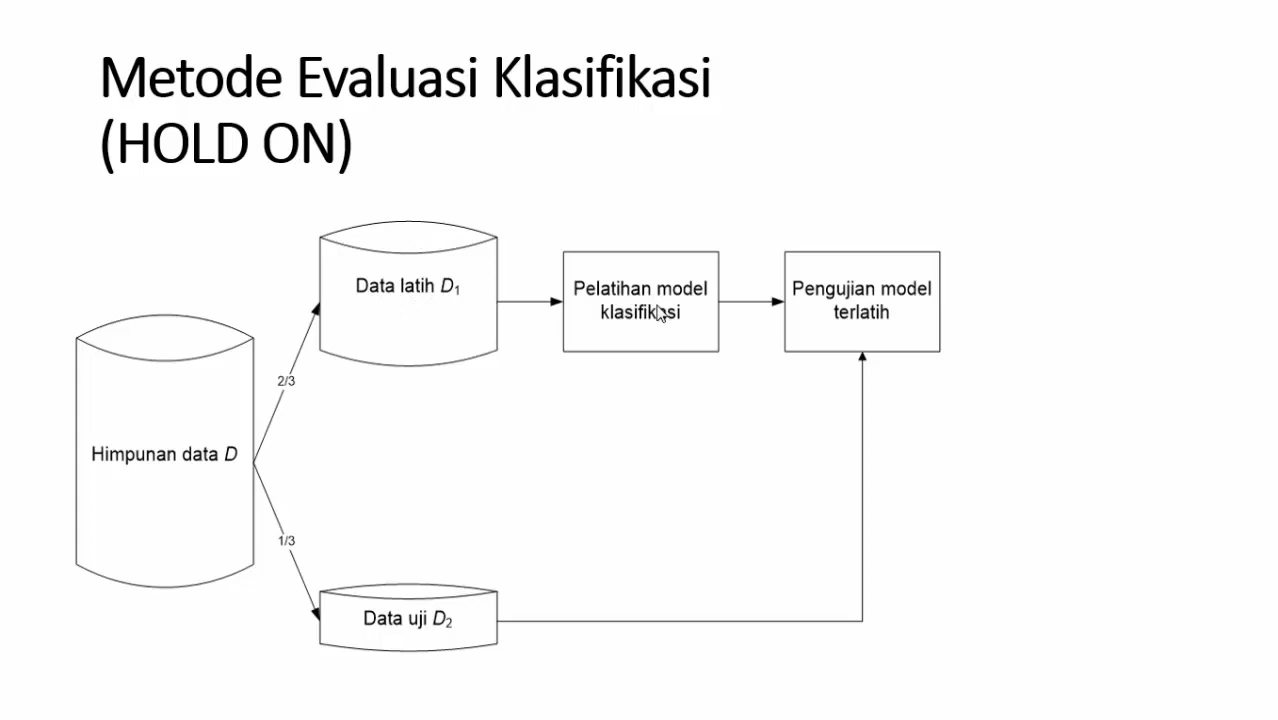 Metode Evaluasi Klasifikasi
(HOLD ON)
Data latih D1
Pelatihan model
klasifikasi
Pengujian model
terlatih
2/3
Himpunan data D
1/3
Data uji D2